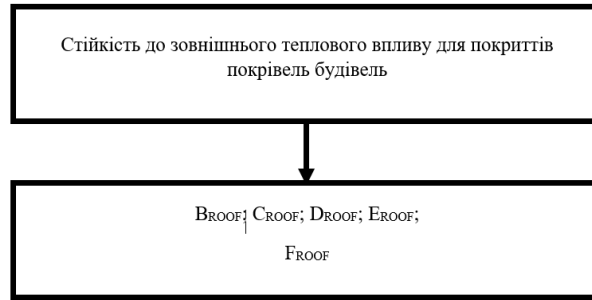 Стійкість до зовнішнього теплового впливу для покриттів
покрівель будівель
BROOF; CROOF; DROOF; EROOF;
FROOF